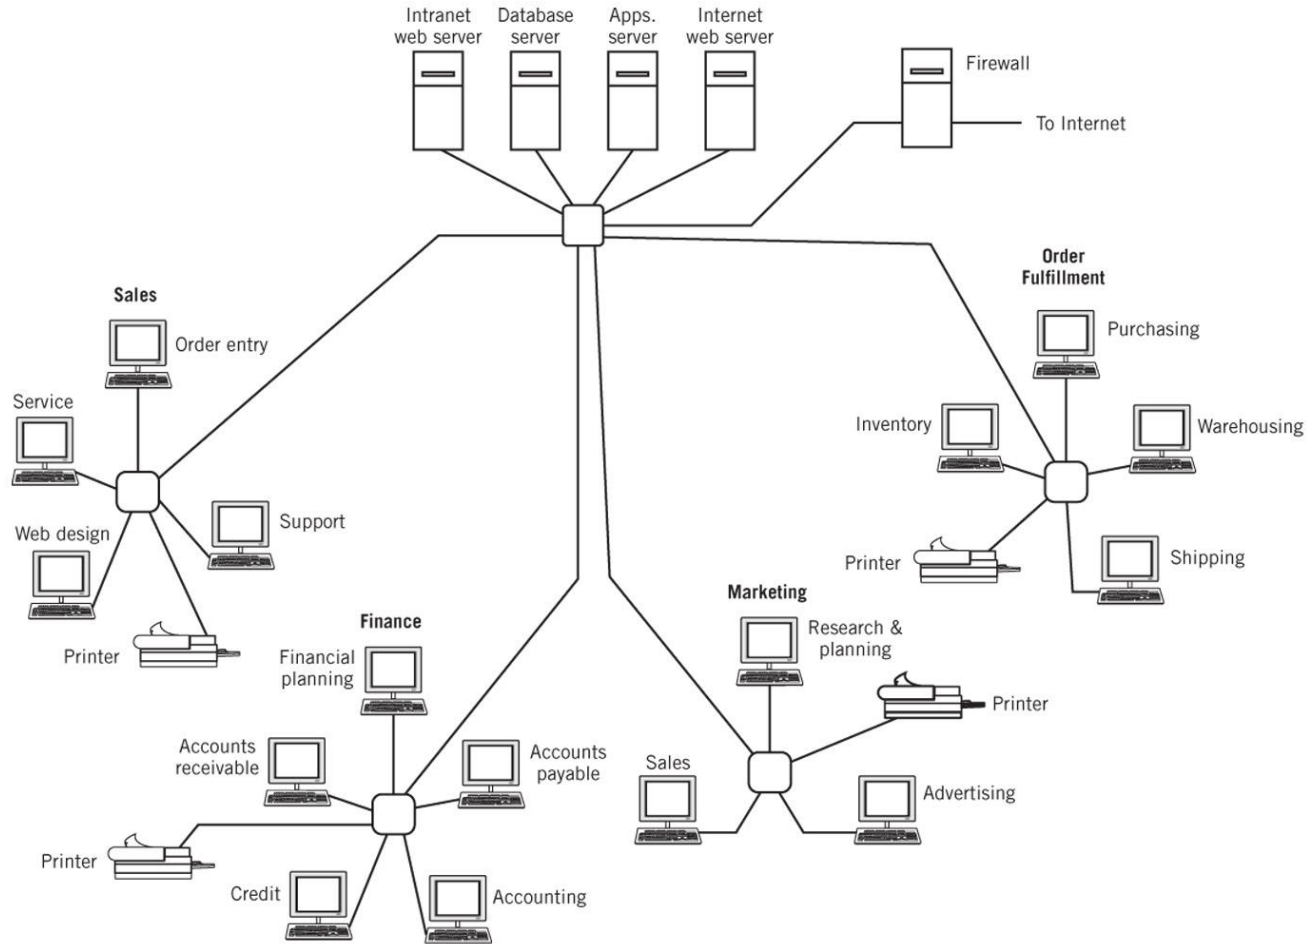 Intranet
web server
Database
server
Apps.
server
Internet
web server
Firewall
To Internet
Sales
Order entry
Service
Support
Web design
Printer
Finance
Financial
planning
Accounts
receivable
Accounts
payable
Printer
Credit
Accounting
Marketing
Research &
planning
Printer
Sales
Advertising
Order
Fulfillment
Purchasing
Inventory
Warehousing
Printer
Shipping